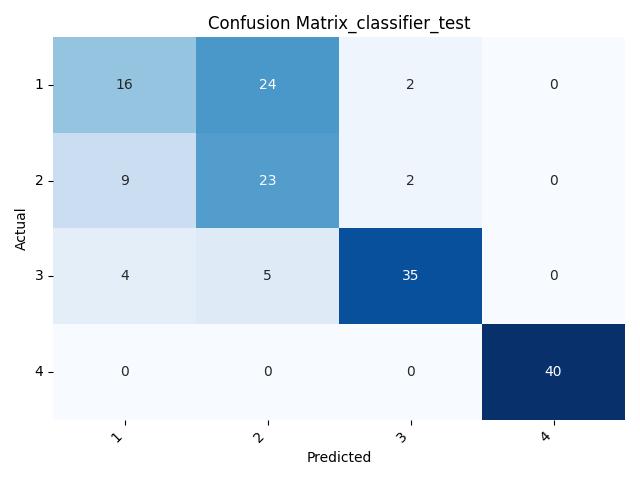 Confusion Matrix_classifier_test
Actual
1 16 24 2 0
2 9 23 2 0
3 4 5 35 0
4 0 0 0 40
1 2 3 4
Predicted